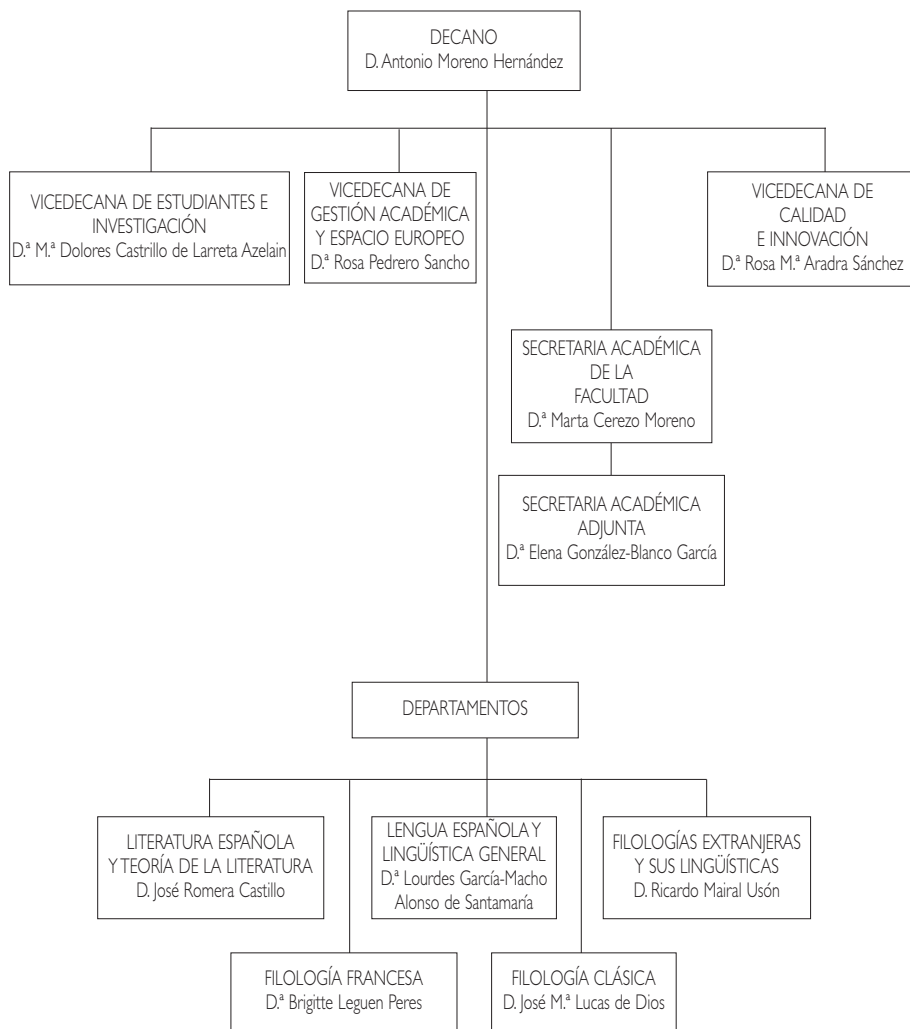 DECANO
D. Antonio Moreno Hernández
VICEDECANA DE ESTUDIANTES E
INVESTIGACIÓN
D.ª M.ª Dolores Castrillo de Larreta Azelain
VICEDECANA DE
GESTIÓN ACADÉMICA
Y ESPACIO EUROPEO
D.ª Rosa Pedrero Sancho
VICEDECANA DE
CALIDAD
E INNOVACIÓN
D.ª Rosa M.ª Aradra Sánchez
SECRETARIA ACADÉMICA
DE LA
FACULTAD
D.ª Marta Cerezo Moreno
SECRETARIA ACADÉMICA
ADJUNTA
D.ª Elena González-Blanco García
DEPARTAMENTOS
LITERATURA ESPAÑOLA
Y TEORÍA DE LA LITERATURA
D. José Romera Castillo
LENGUA ESPAÑOLA Y
LINGÜÍSTICA GENERAL
D.ª Lourdes García-Macho
Alonso de Santamaría
FILOLOGÍAS EXTRANJERAS
Y SUS LINGÜÍSTICAS
D. Ricardo Mairal Usón
FILOLOGÍA FRANCESA
D.ª Brigitte Leguen Peres
FILOLOGÍA CLÁSICA
D. José M.ª Lucas de Dios